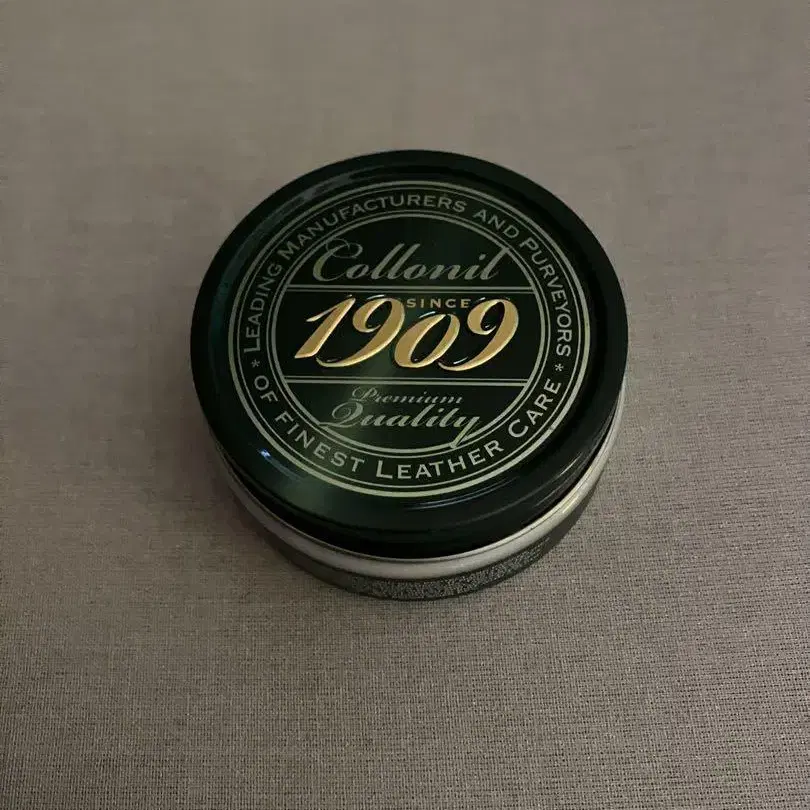 LEADING MANUFACTURERS AND PURVEYORS
* OF FINEST LEATHER CARE *
Collonil
SINCE
1909
Premium
Quality